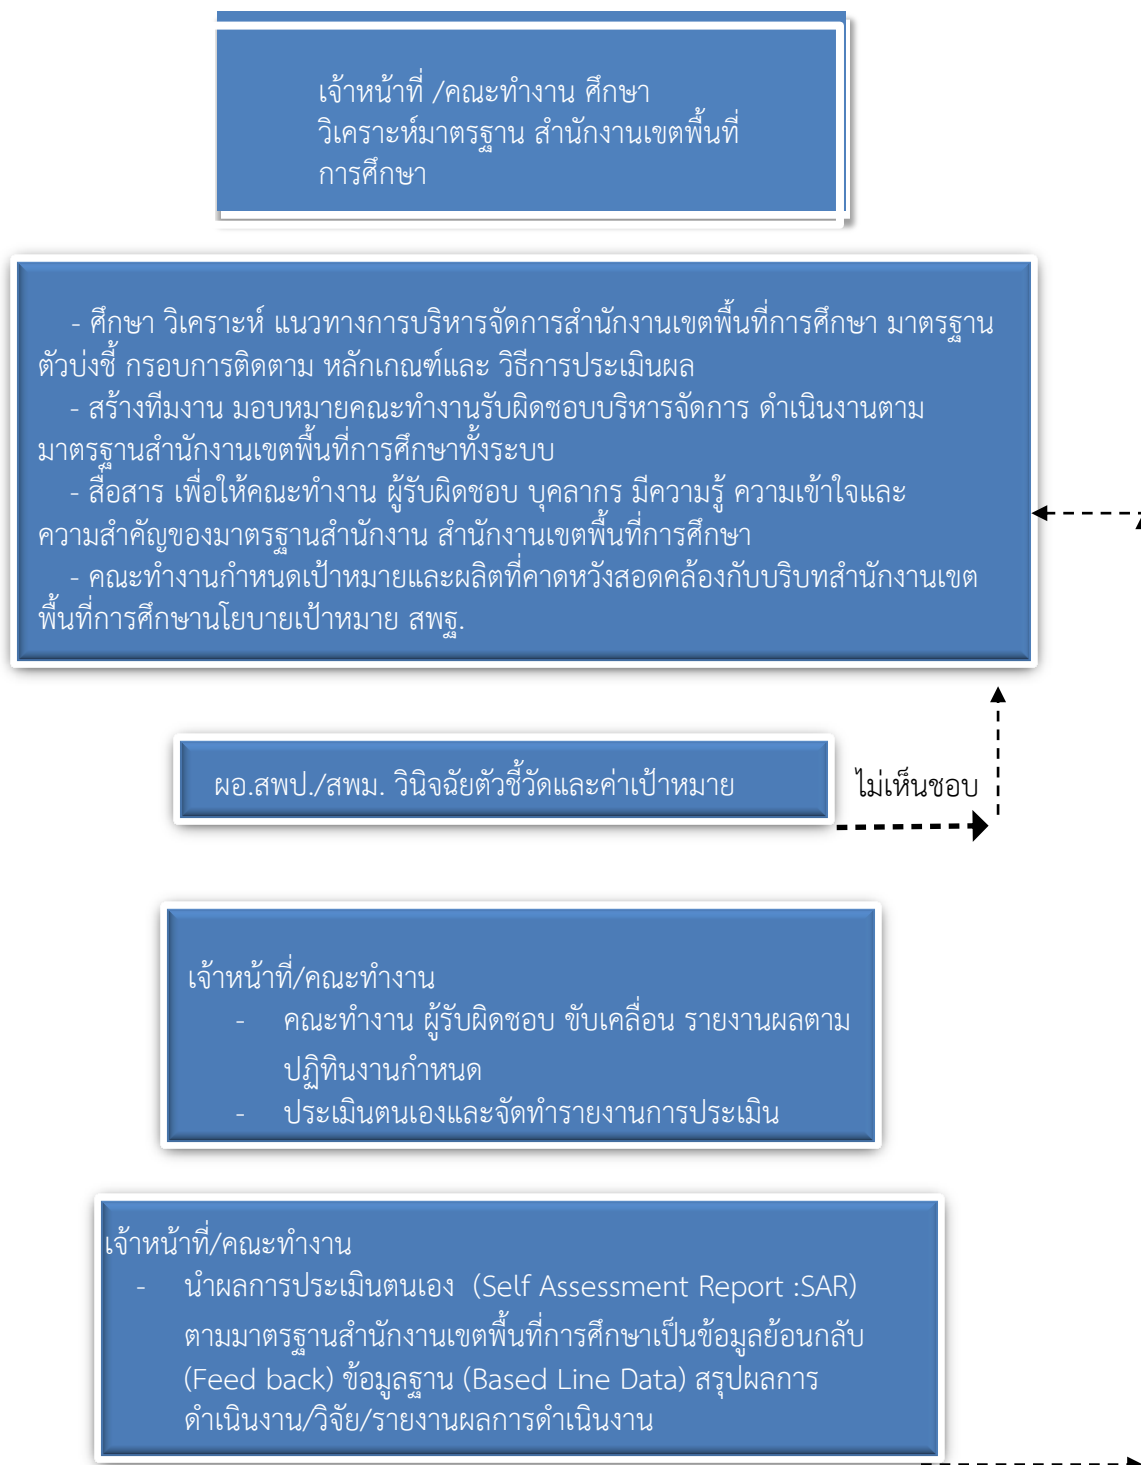 เจ้าหน้าที่ /คณะทำงาน ศึกษา
วิเคราะห์มาตรฐาน สำนักงานเขตพื้นที่
การศึกษา
- ศึกษา วิเคราะห์ แนวทางการบริหารจัดการสำนักงานเขตพื้นที่การศึกษา มาตรฐาน
ตัวบ่งชี้ กรอบการติดตาม หลักเกณฑ์และ วิธีการประเมินผล
- สร้างทีมงาน มอบหมายคณะทำงานรับผิดชอบบริหารจัดการ ดำเนินงานตาม
มาตรฐานสำนักงานเขตพื้นที่การศึกษาทั้งระบบ
- สื่อสาร เพื่อให้คณะทำงาน ผู้รับผิดชอบ บุคลากร มีความรู้ ความเข้าใจและ
ความสำคัญของมาตรฐานสำนักงาน สำนักงานเขตพื้นที่การศึกษา
- คณะทำงานกำหนดเป้าหมายและผลิตที่คาดหวังสอดคล้องกับบริบทสำนักงานเขต
พื้นที่การศึกษานโยบายเป้าหมาย สพฐ.
ผอ.สพป./สพม. วินิจฉัยตัวชี้วัดและค่าเป้าหมาย
ไม่เห็นชอบ
เจ้าหน้าที่/คณะทำงาน
- คณะทำงาน ผู้รับผิดชอบ ขับเคลื่อน รายงานผลตาม
ปฏิทินงานกำหนด
- ประเมินตนเองและจัดทำรายงานการประเมิน
เจ้าหน้าที่/คณะทำงาน
- นำผลการประเมินตนเอง (Self Assessment Report :SAR)
ตามมาตรฐานสำนักงานเขตพื้นที่การศึกษาเป็นข้อมูลย้อนกลับ
(Feed back) ข้อมูลฐาน (Based Line Data) สรุปผลการ
ดำเนินงาน/วิจัย/รายงานผลการดำเนินงาน